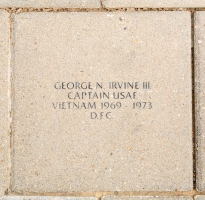 GEORGE N. IRVINE III
CAPTAIN USAF
VIETNAM 1969 - 1973
D.F.C.